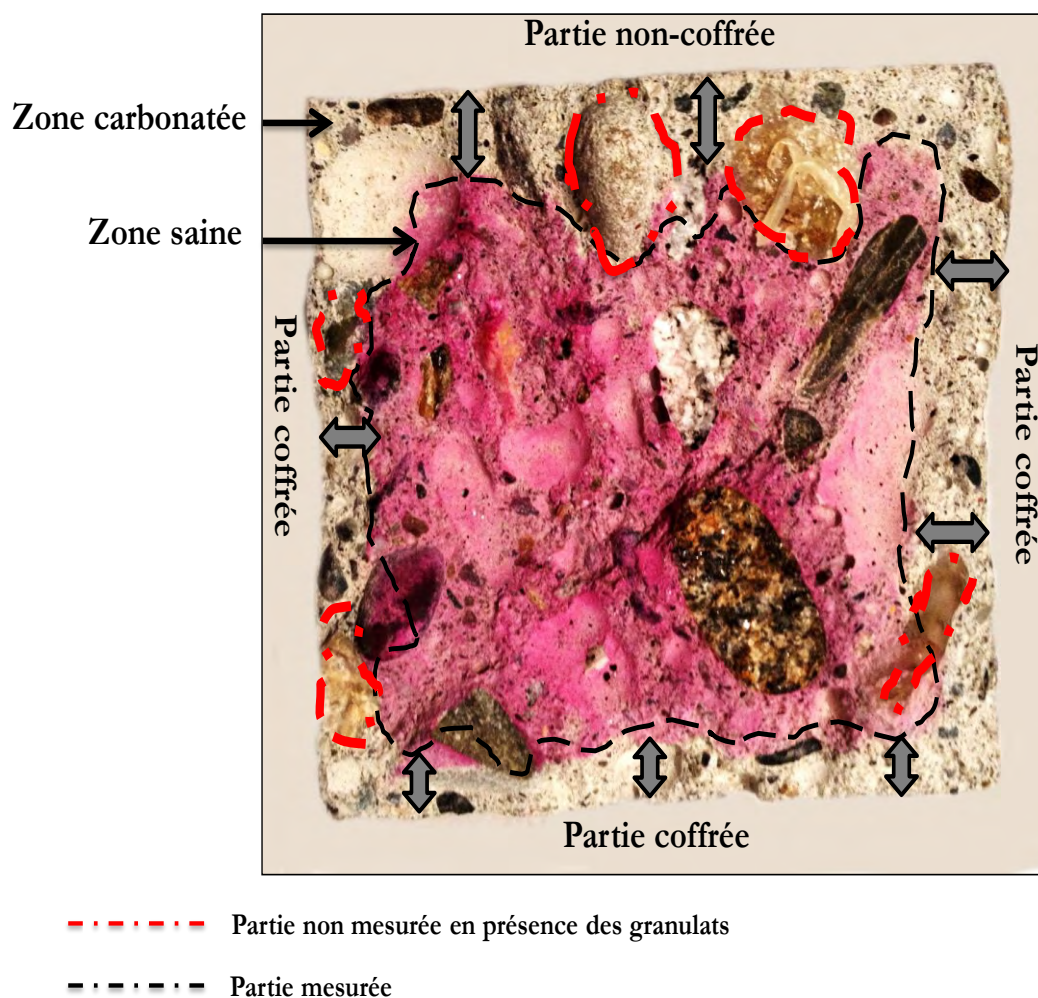 Partie non-coffrée
Zone carbonatée
Zone saine
Partie coffrée
Partie coffrée
Partie coffrée
Partie non mesurée en présence des granulats
Partie mesurée